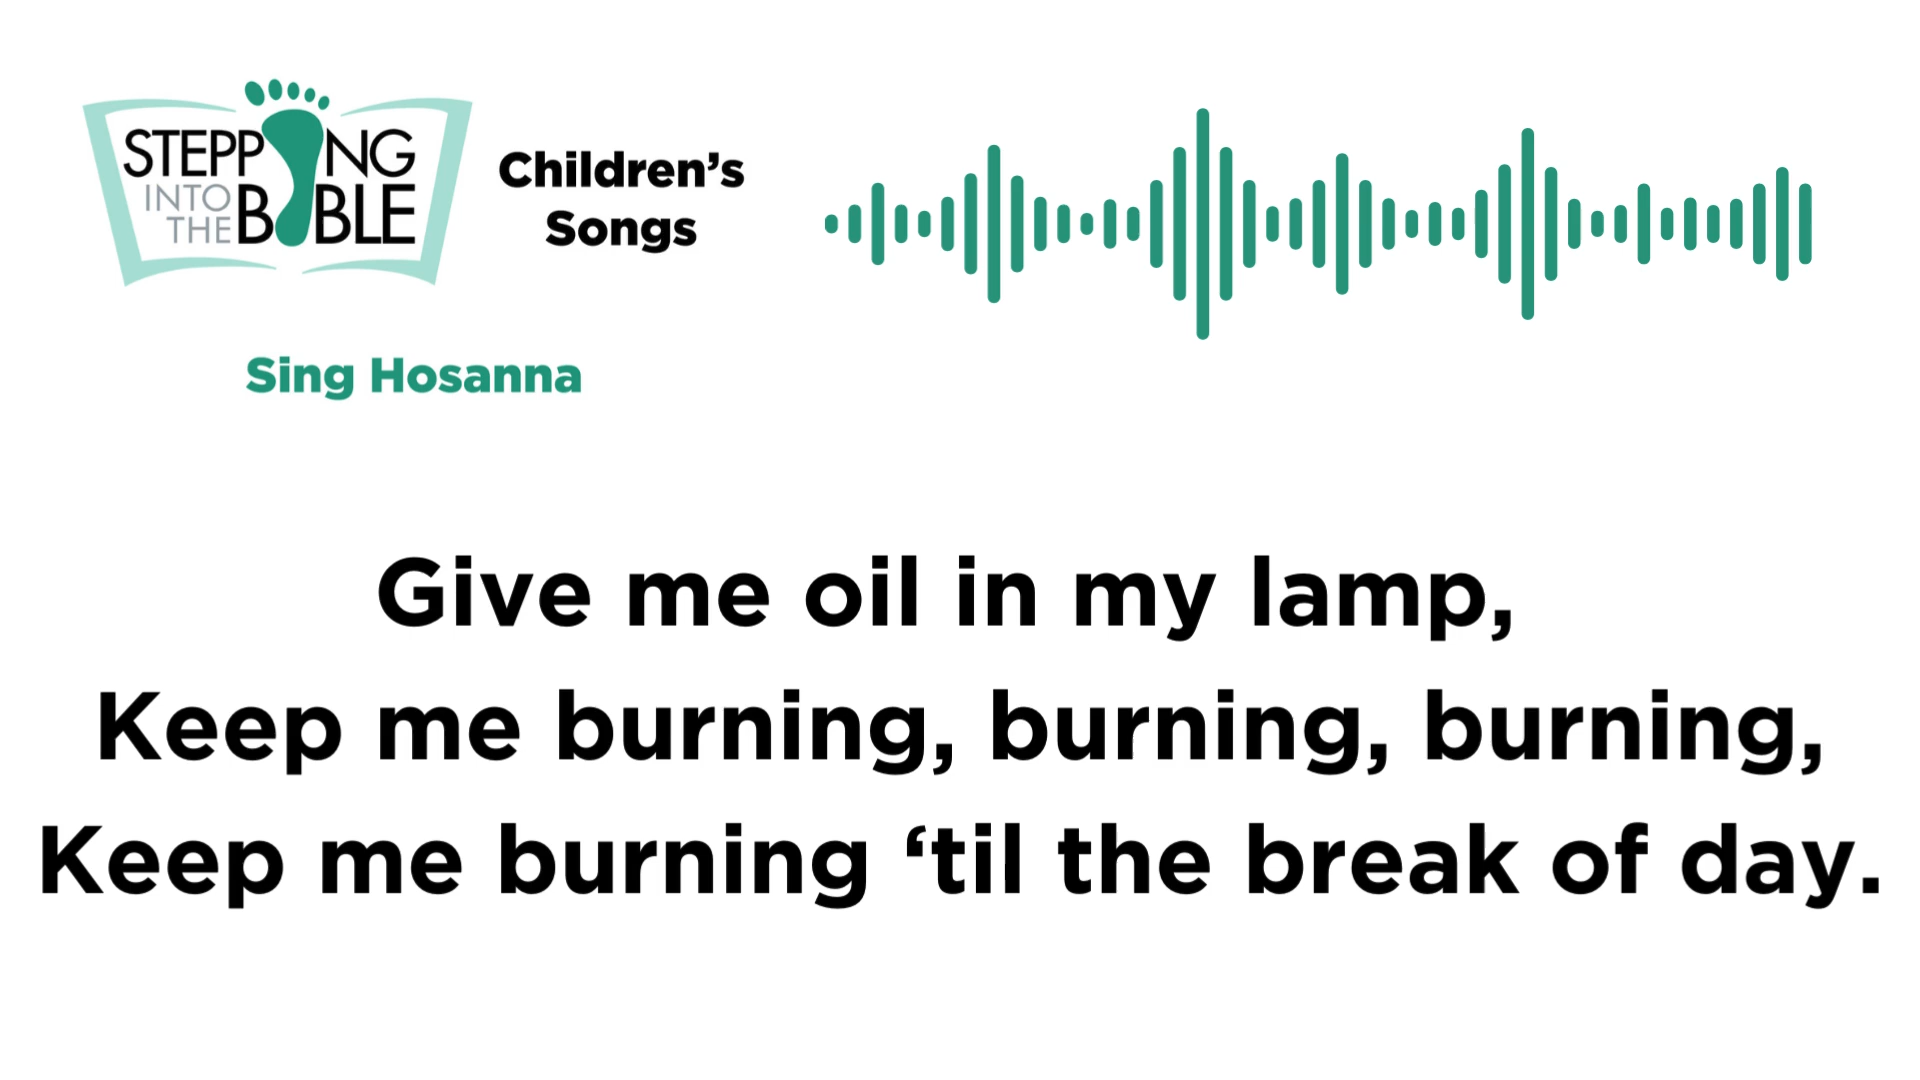 STEPPING
INTO
THE BIBLE
Children's
Songs
Sing Hosanna
Give me oil in my lamp,
Keep me burning, burning, burning,
Keep me burning ‘til the break of day.